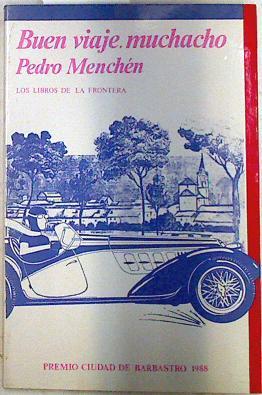 Buen viaje, muchacho
Pedro Menchén
LOS LIBROS DE LA FRONTERA
PREMIO CIUDAD DE BARBASTRO 1988